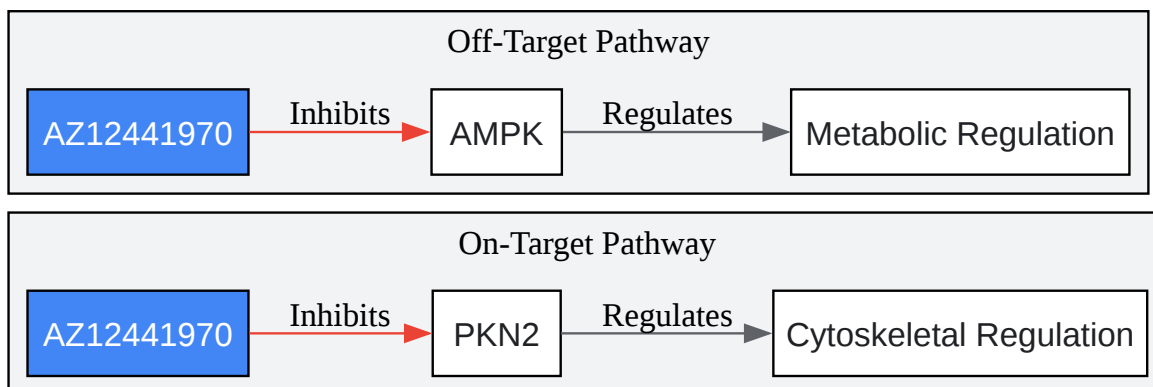 Off-Target Pathway
AZ12441970
Inhibits
AMPK
Regulates
Metabolic Regulation
On-Target Pathway
AZ12441970
Inhibits
PKN2
Regulates
Cytoskeletal Regulation